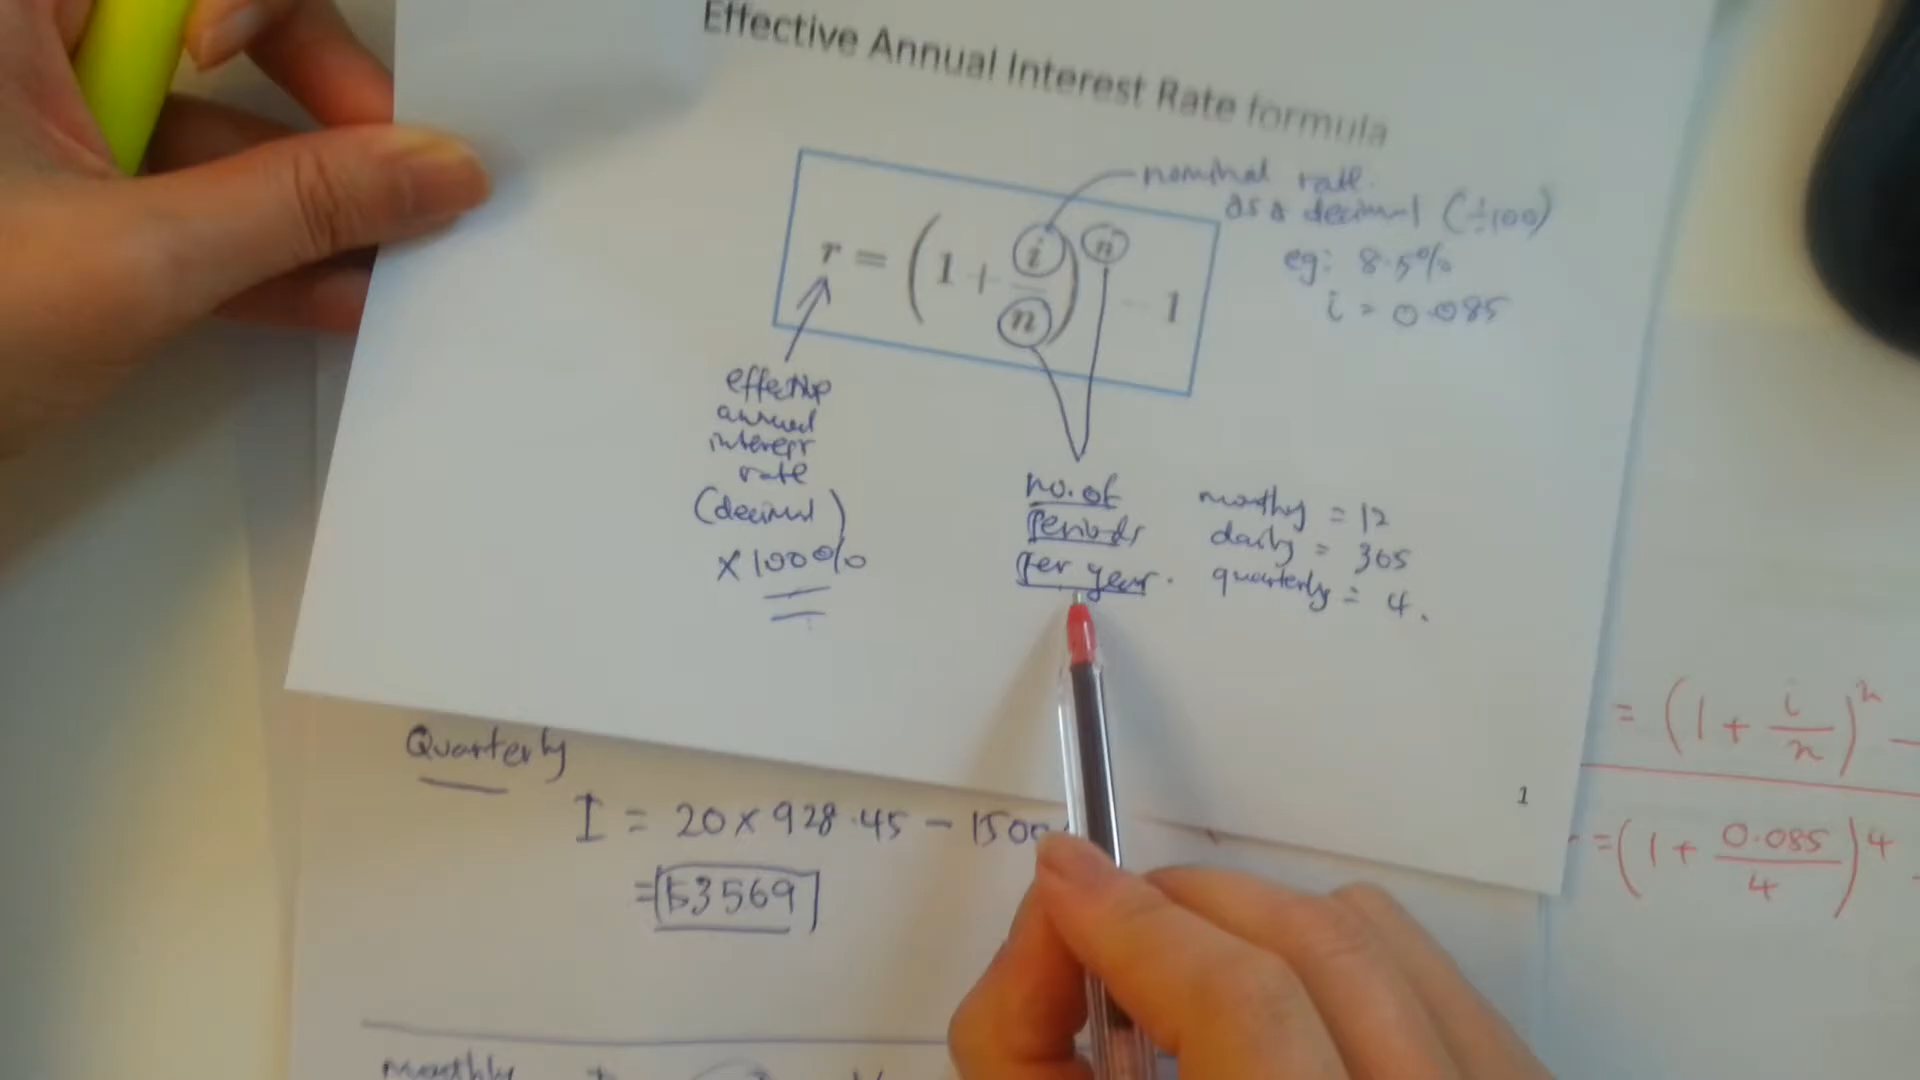 Effective Annual Interest Rate formula
r = (1 + i/n)^n - 1
nominal rate.
as a decimal (÷100)
eg: 8.5%
i = 0.085
effective
annual
interest
rate
(decimal)
× 100%
no. of
periods
per year.
monthly = 12
daily = 365
quarterly = 4.
1
Quarterly
I = 20 × 928.45 - 1500
= 3569
monthly
= (1 + i/n)^n -
= (1 + 0.085/4)^4 -